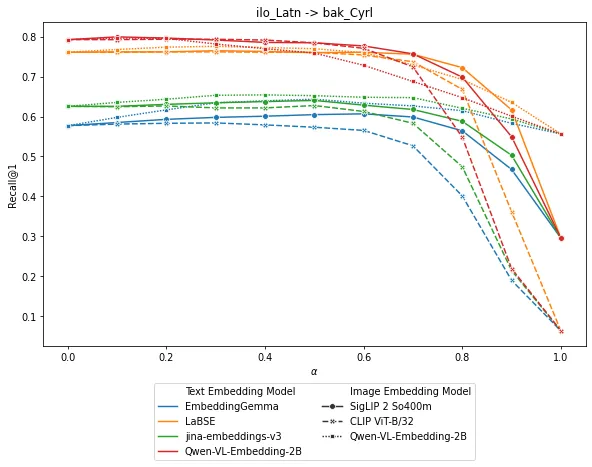 ilo_Latn -> bak_Cyrl
0.8
0.7
0.6
0.5
0.4
0.3
0.2
0.1
Recall@1
0.0 0.2 0.4 0.6 0.8 1.0
α
Text Embedding Model Image Embedding Model
EmbeddingGemma SigLIP 2 So400m
LaBSE CLIP ViT-B/32
jina-embeddings-v3 Qwen-VL-Embedding-2B
Qwen-VL-Embedding-2B